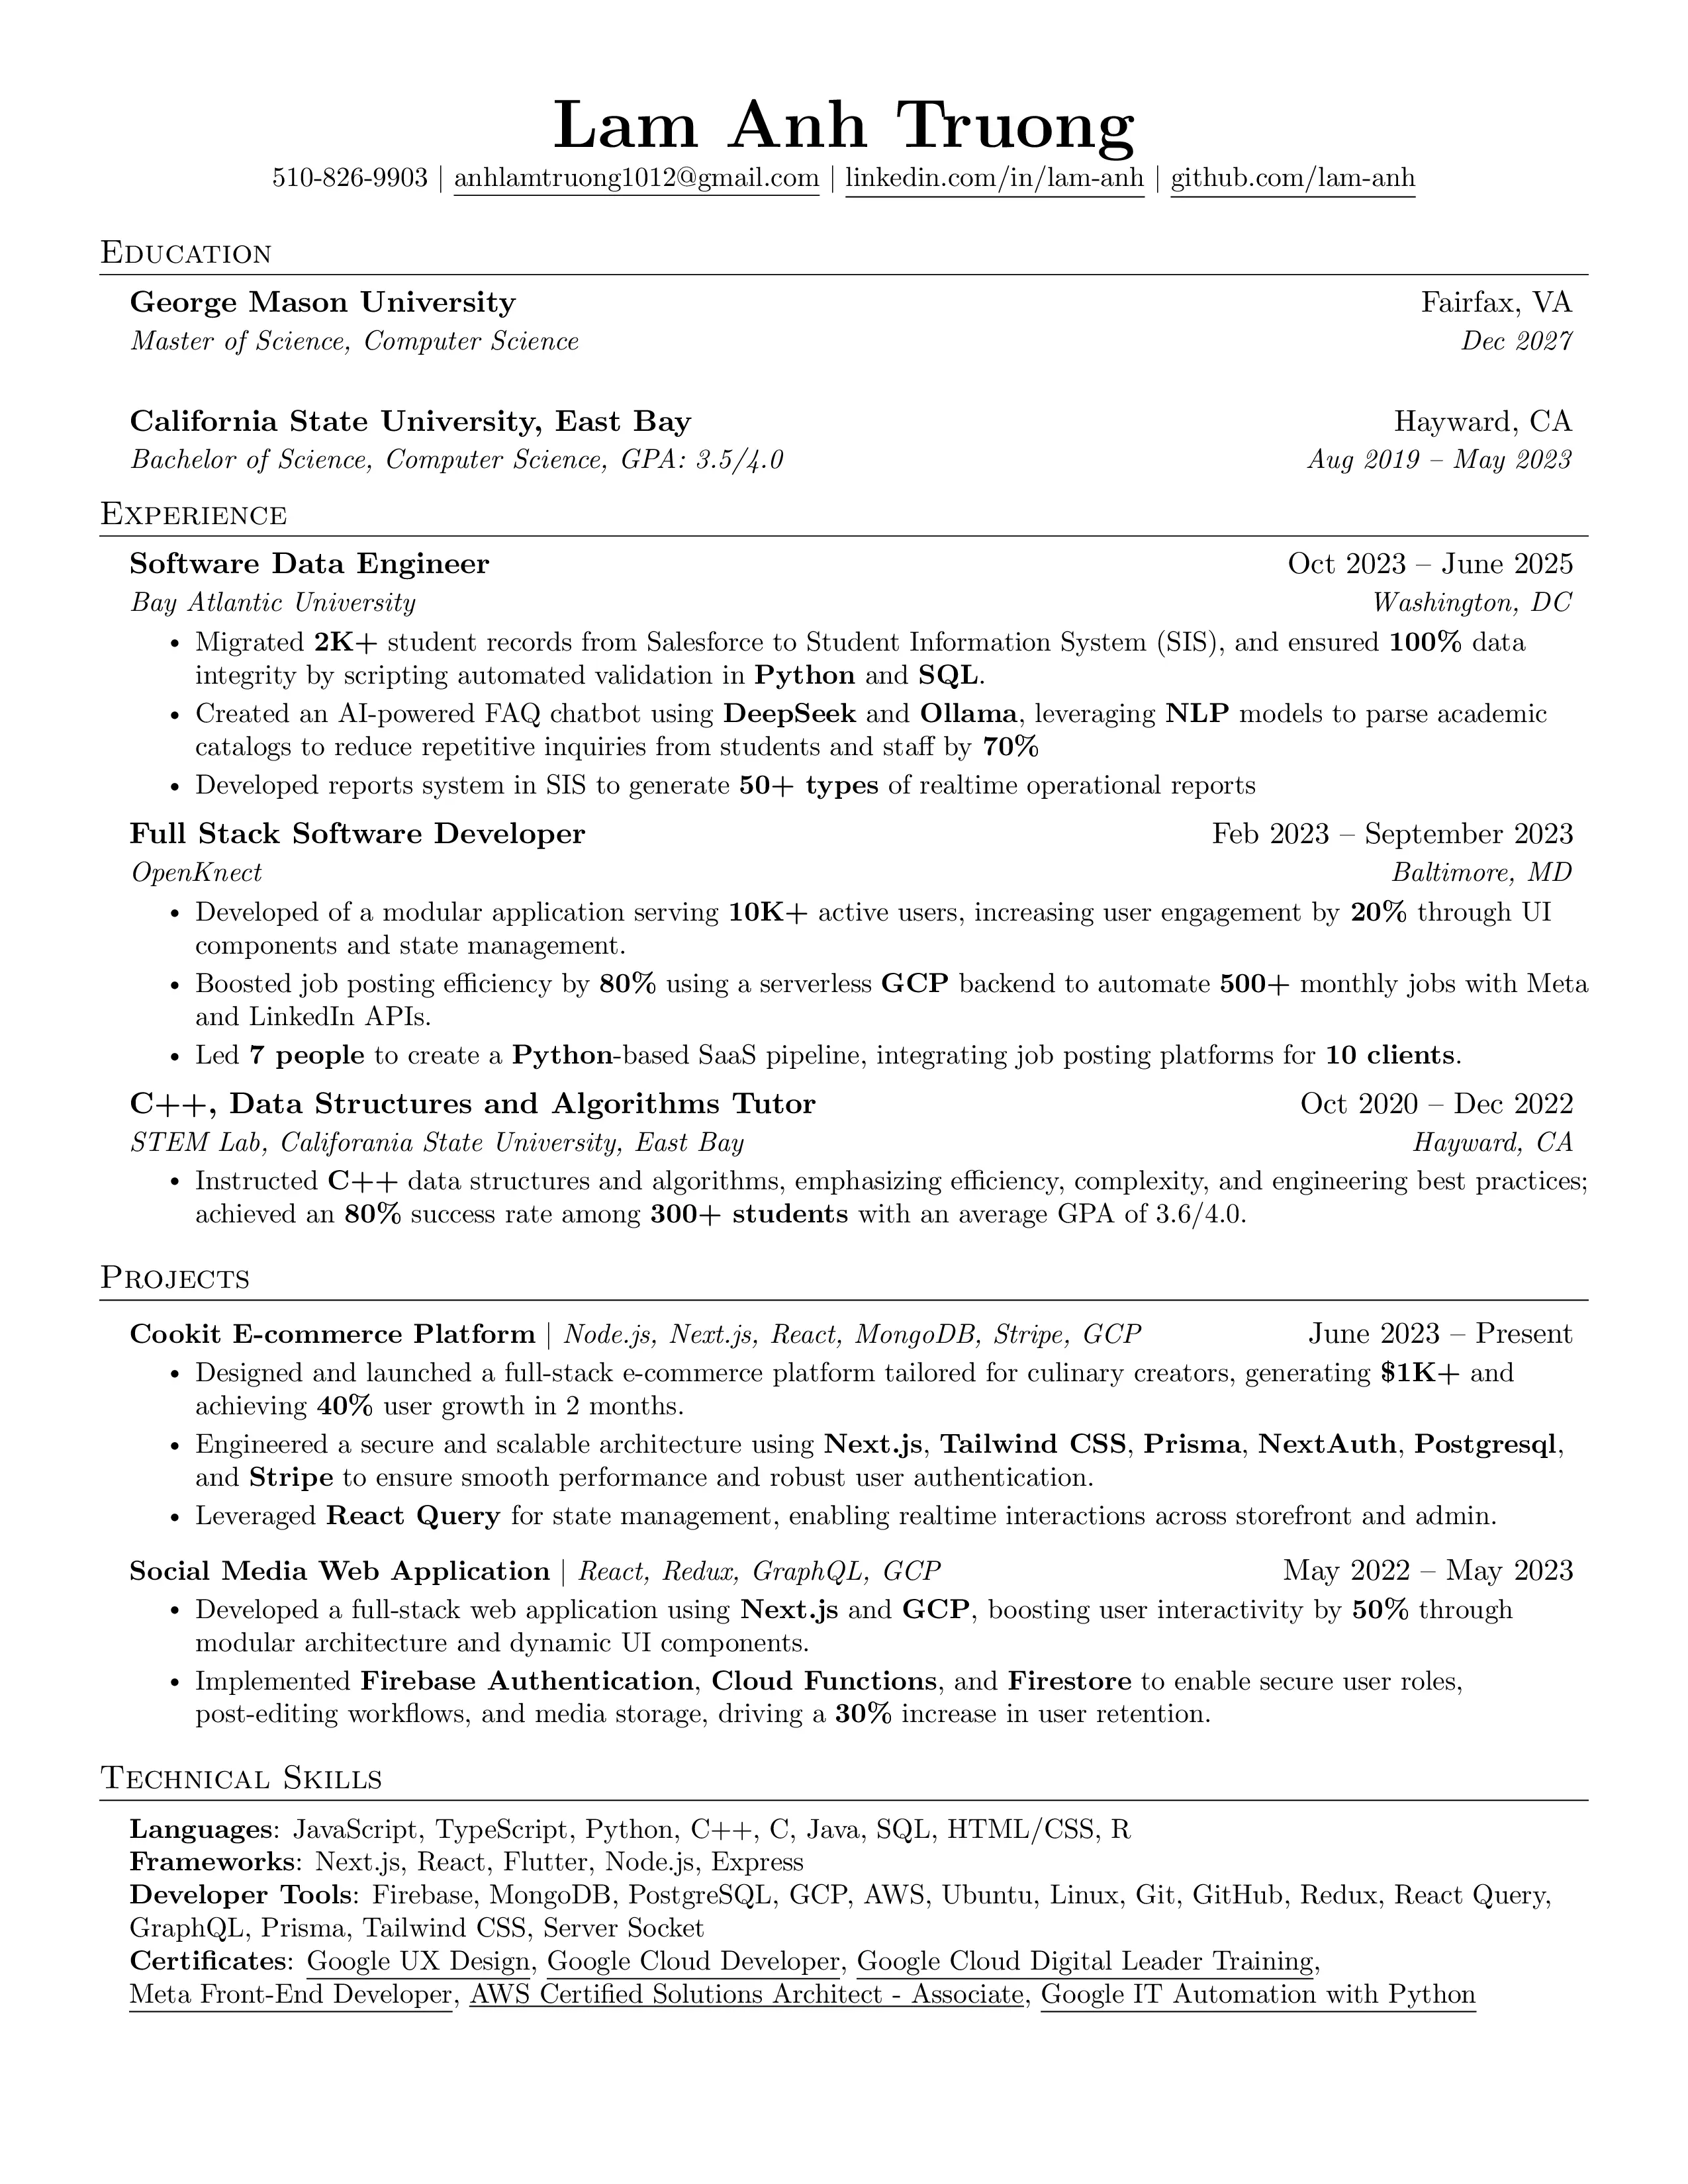 Lam Anh Truong
510-826-9903 | anhlamtruong1012@gmail.com | linkedin.com/in/lam-anh | github.com/lam-anh
Education
George Mason University Fairfax, VA
Master of Science, Computer Science Dec 2027
California State University, East Bay Hayward, CA
Bachelor of Science, Computer Science, GPA: 3.5/4.0 Aug 2019 – May 2023
Experience
Software Data Engineer Oct 2023 – June 2025
Bay Atlantic University Washington, DC
• Migrated 2K+ student records from Salesforce to Student Information System (SIS), and ensured 100% data
integrity by scripting automated validation in Python and SQL.
• Created an AI-powered FAQ chatbot using DeepSeek and Ollama, leveraging NLP models to parse academic
catalogs to reduce repetitive inquiries from students and staff by 70%
• Developed reports system in SIS to generate 50+ types of realtime operational reports
Full Stack Software Developer Feb 2023 – September 2023
OpenKnect Baltimore, MD
• Developed of a modular application serving 10K+ active users, increasing user engagement by 20% through UI
components and state management.
• Boosted job posting efficiency by 80% using a serverless GCP backend to automate 500+ monthly jobs with Meta
and LinkedIn APIs.
• Led 7 people to create a Python-based SaaS pipeline, integrating job posting platforms for 10 clients.
C++, Data Structures and Algorithms Tutor Oct 2020 – Dec 2022
STEM Lab, Califorania State University, East Bay Hayward, CA
• Instructed C++ data structures and algorithms, emphasizing efficiency, complexity, and engineering best practices;
achieved an 80% success rate among 300+ students with an average GPA of 3.6/4.0.
Projects
Cookit E-commerce Platform | Node.js, Next.js, React, MongoDB, Stripe, GCP June 2023 – Present
• Designed and launched a full-stack e-commerce platform tailored for culinary creators, generating $1K+ and
achieving 40% user growth in 2 months.
• Engineered a secure and scalable architecture using Next.js, Tailwind CSS, Prisma, NextAuth, Postgresql,
and Stripe to ensure smooth performance and robust user authentication.
• Leveraged React Query for state management, enabling realtime interactions across storefront and admin.
Social Media Web Application | React, Redux, GraphQL, GCP May 2022 – May 2023
• Developed a full-stack web application using Next.js and GCP, boosting user interactivity by 50% through
modular architecture and dynamic UI components.
• Implemented Firebase Authentication, Cloud Functions, and Firestore to enable secure user roles,
post-editing workflows, and media storage, driving a 30% increase in user retention.
Technical Skills
Languages: JavaScript, TypeScript, Python, C++, C, Java, SQL, HTML/CSS, R
Frameworks: Next.js, React, Flutter, Node.js, Express
Developer Tools: Firebase, MongoDB, PostgreSQL, GCP, AWS, Ubuntu, Linux, Git, GitHub, Redux, React Query,
GraphQL, Prisma, Tailwind CSS, Server Socket
Certificates: Google UX Design, Google Cloud Developer, Google Cloud Digital Leader Training,
Meta Front-End Developer, AWS Certified Solutions Architect - Associate, Google IT Automation with Python